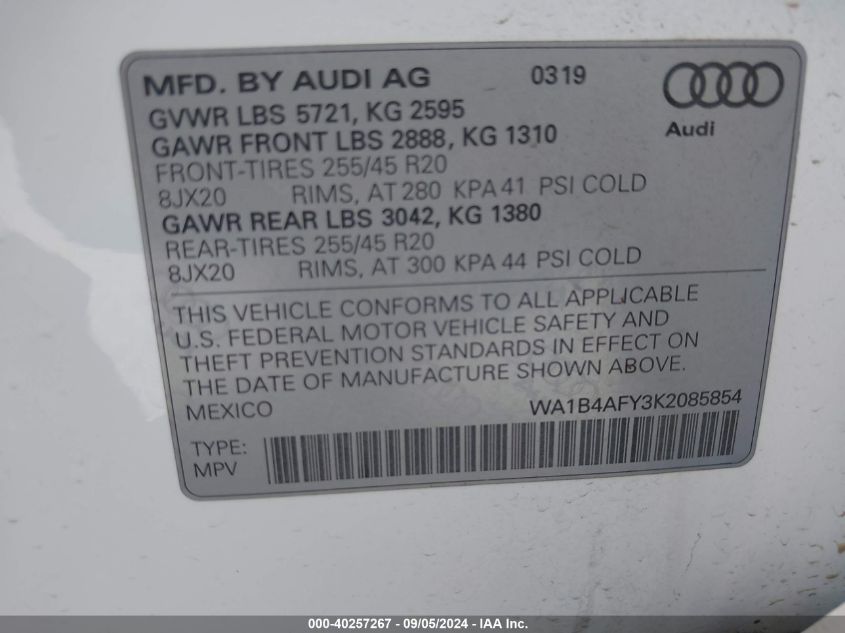 MFD. BY AUDI AG 0319
GVWR LBS 5721, KG 2595
GAWR FRONT LBS 2888, KG 1310
Audi
FRONT-TIRES 255/45 R20
8JX20 RIMS, AT 280 KPA 41 PSI COLD
GAWR REAR LBS 3042, KG 1380
REAR-TIRES 255/45 R20
8JX20 RIMS, AT 300 KPA 44 PSI COLD
THIS VEHICLE CONFORMS TO ALL APPLICABLE
U.S. FEDERAL MOTOR VEHICLE SAFETY AND
THEFT PREVENTION STANDARDS IN EFFECT ON
THE DATE OF MANUFACTURE SHOWN ABOVE.
MEXICO WA1B4AFY3K2085854
TYPE:
MPV
000-40257267 - 09/05/2024 - IAA Inc.